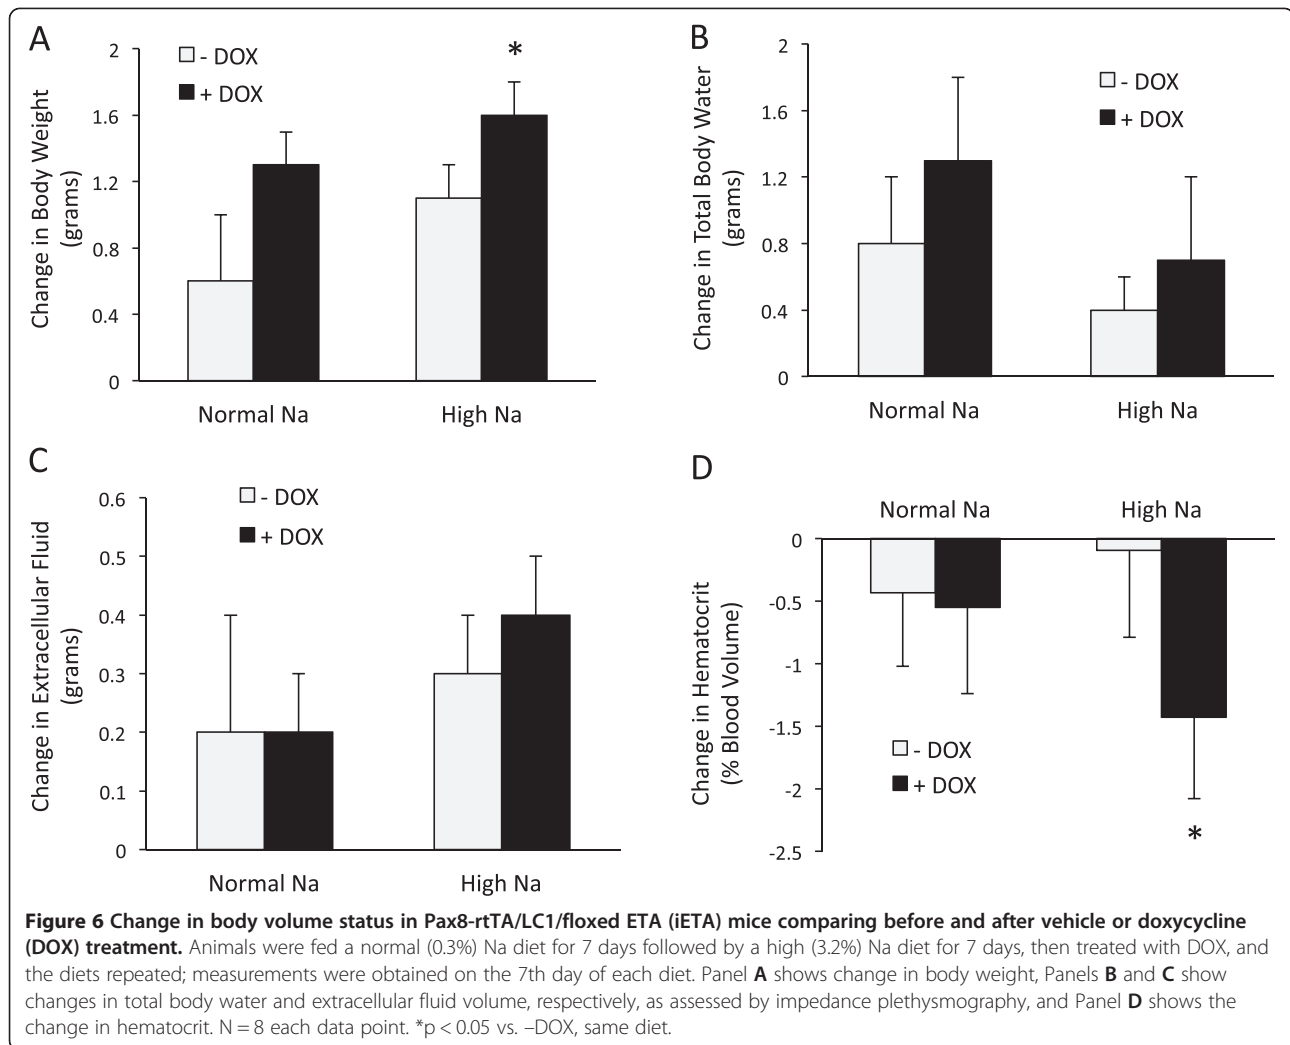 A
- DOX
+ DOX
*
2
1.6
1.2
0.8
0.4
0
Change in Body Weight
(grams)
Normal Na
High Na
B
- DOX
+ DOX
2
1.6
1.2
0.8
0.4
0
Change in Total Body Water
(grams)
Normal Na
High Na
C
- DOX
+ DOX
0.6
0.5
0.4
0.3
0.2
0.1
0
Change in Extracellular Fluid
(grams)
Normal Na
High Na
D
Normal Na
High Na
0
-0.5
-1
-1.5
-2
-2.5
Change in Hematocrit
(% Blood Volume)
- DOX
+ DOX
*
Figure 6 Change in body volume status in Pax8-rtTA/LC1/floxed ETA (iETA) mice comparing before and after vehicle or doxycycline
(DOX) treatment. Animals were fed a normal (0.3%) Na diet for 7 days followed by a high (3.2%) Na diet for 7 days, then treated with DOX, and
the diets repeated; measurements were obtained on the 7th day of each diet. Panel A shows change in body weight, Panels B and C show
changes in total body water and extracellular fluid volume, respectively, as assessed by impedance plethysmography, and Panel D shows the
change in hematocrit. N = 8 each data point. *p < 0.05 vs. –DOX, same diet.